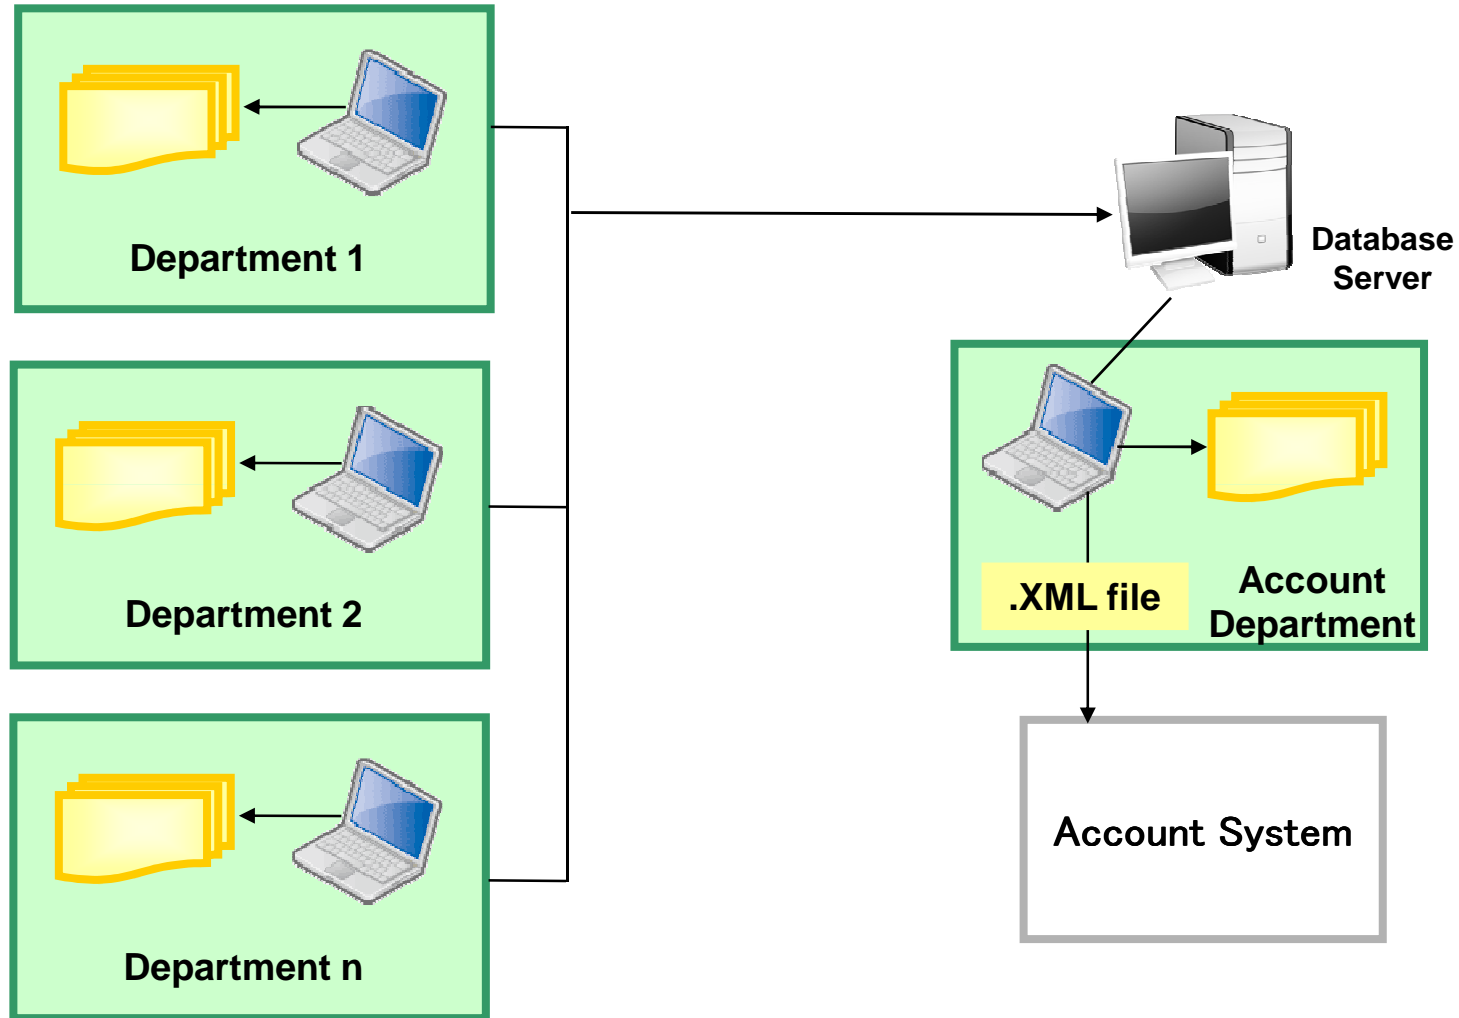 Department 1
Database
Server
Department 2
.XML file
Account
Department
Department n
Account System